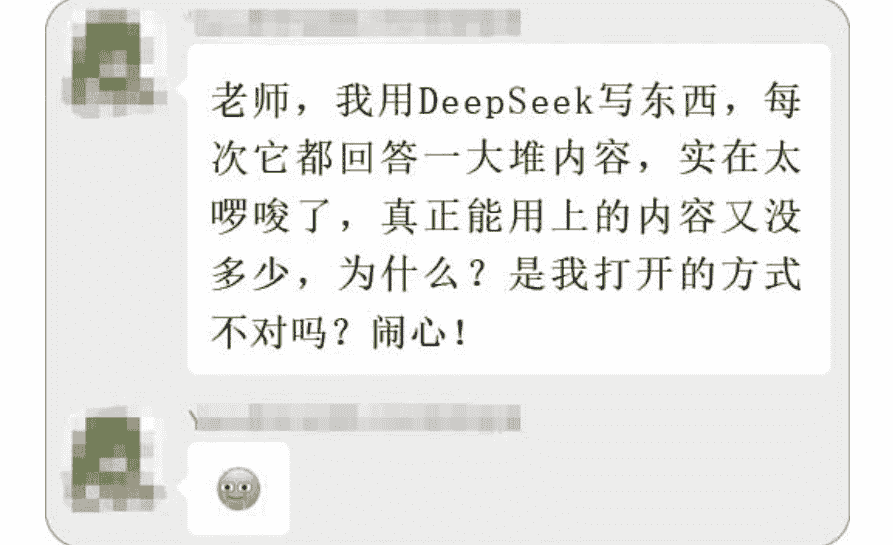 老师，我用DeepSeek写东西，每
次它都回答一大堆内容，实在太
啰唆了，真正能用上的内容又没
多少，为什么？是我打开的方式
不对吗？闹心！